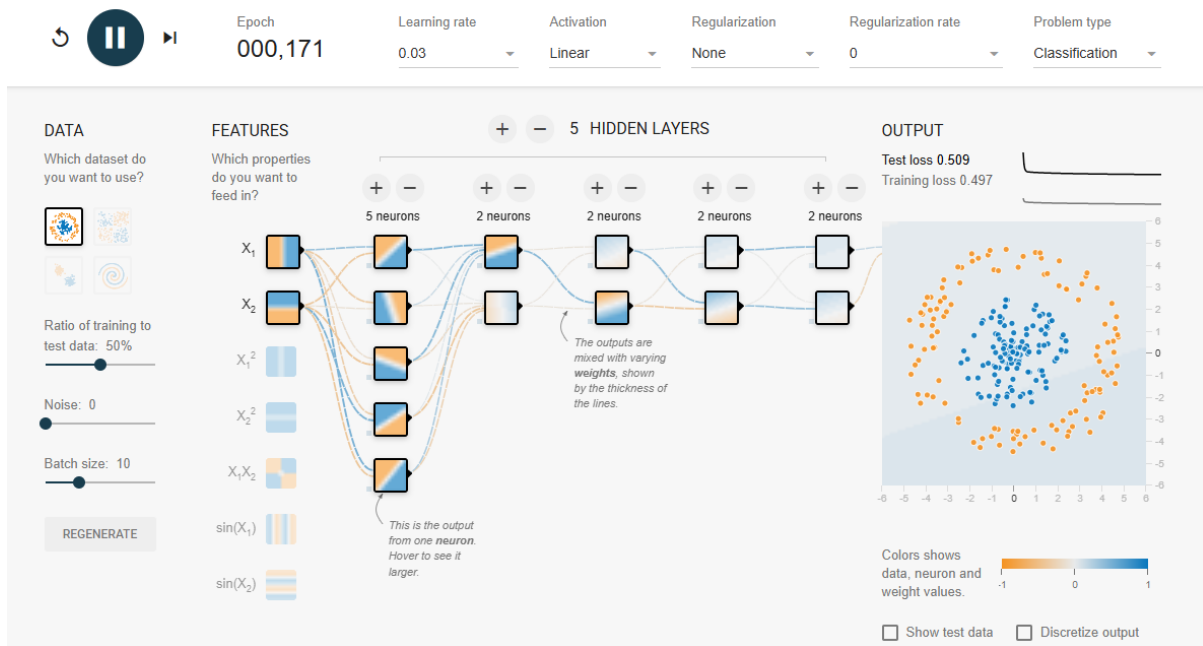 Epoch
000,171
Learning rate
0.03
Activation
Linear
Regularization
None
Regularization rate
0
Problem type
Classification
DATA
Which dataset do
you want to use?
Ratio of training to
test data: 50%
Noise: 0
Batch size: 10
REGENERATE
FEATURES
Which properties
do you want to
feed in?
X1
X2
X1²
X2²
X1X2
sin(X1)
sin(X2)
+ − 5 HIDDEN LAYERS
+ − + − + − + − + −
5 neurons 2 neurons 2 neurons 2 neurons 2 neurons
The outputs are
mixed with varying
weights, shown
by the thickness of
the lines.
This is the output
from one neuron.
Hover to see it
larger.
OUTPUT
Test loss 0.509
Training loss 0.497
6
5
4
3
2
1
0
-1
-2
-3
-4
-5
-6
-6 -5 -4 -3 -2 -1 0 1 2 3 4 5 6
Colors shows
data, neuron and
weight values.
-1 0 1
Show test data
Discretize output